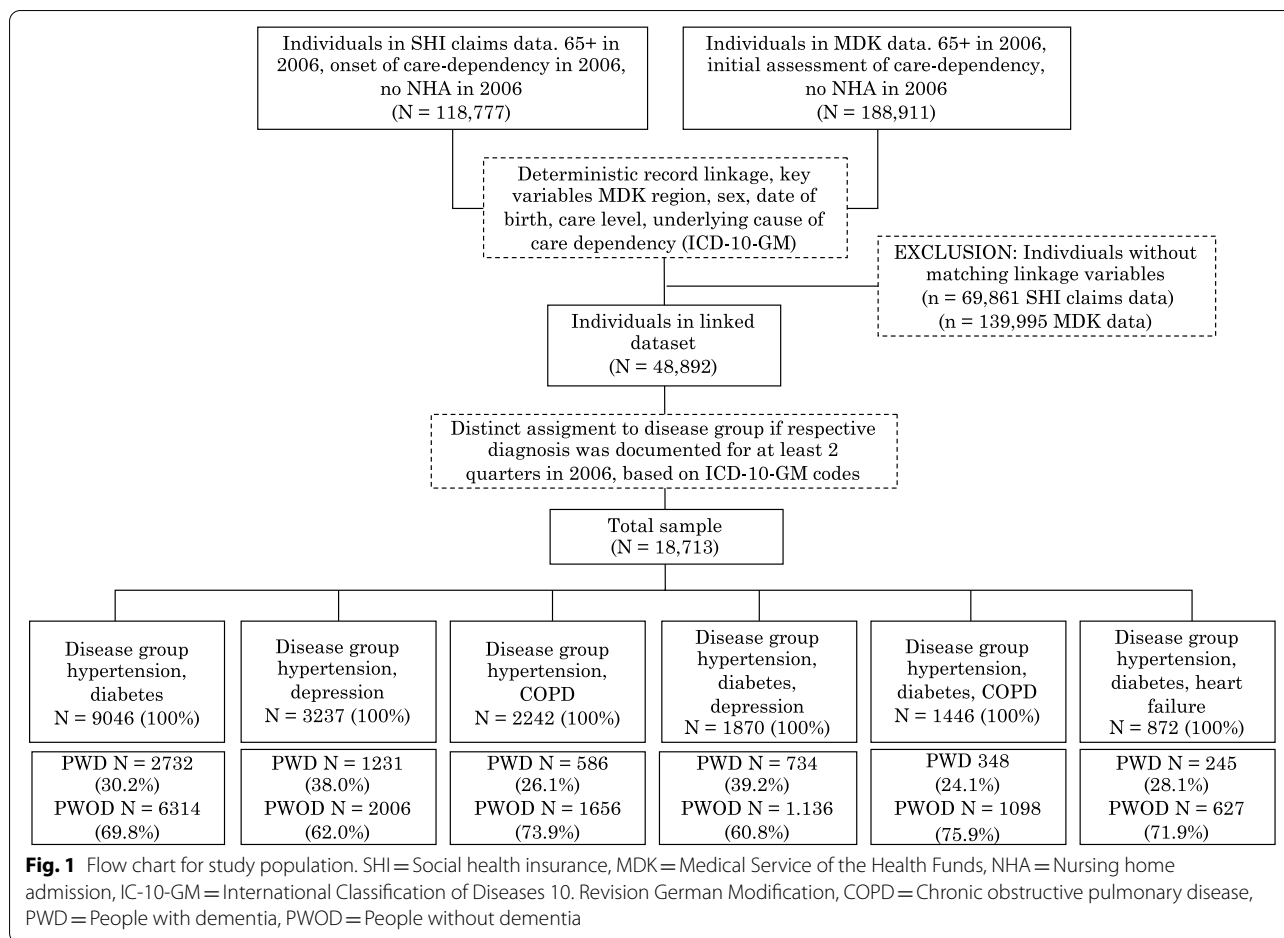 Individuals in SHI claims data. 65+ in
2006, onset of care-dependency in 2006,
no NHA in 2006
(N = 118,777)
Individuals in MDK data. 65+ in 2006,
initial assessment of care-dependency,
no NHA in 2006
(N = 188,911)
Deterministic record linkage, key
variables MDK region, sex, date of
birth, care level, underlying cause of
care dependency (ICD-10-GM)
EXCLUSION: Indivdiuals without
matching linkage variables
(n = 69,861 SHI claims data)
(n = 139,995 MDK data)
Individuals in linked
dataset
(N = 48,892)
Distinct assigment to disease group if respective
diagnosis was documented for at least 2
quarters in 2006, based on ICD-10-GM codes
Total sample
(N = 18,713)
Disease group
hypertension,
diabetes
N = 9046 (100%)
Disease group
hypertension,
depression
N = 3237 (100%)
Disease group
hypertension,
COPD
N = 2242 (100%)
Disease group
hypertension,
diabetes,
depression
N = 1870 (100%)
Disease group
hypertension,
diabetes, COPD
N = 1446 (100%)
Disease group
hypertension,
diabetes, heart
failure
N = 872 (100%)
PWD N = 2732
(30.2%)
PWOD N = 6314
(69.8%)
PWD N = 1231
(38.0%)
PWOD N = 2006
(62.0%)
PWD N = 586
(26.1%)
PWOD N = 1656
(73.9%)
PWD N = 734
(39.2%)
PWOD N = 1.136
(60.8%)
PWD 348
(24.1%)
PWOD N = 1098
(75.9%)
PWD N = 245
(28.1%)
PWOD N = 627
(71.9%)
Fig. 1 Flow chart for study population. SHI = Social health insurance, MDK = Medical Service of the Health Funds, NHA = Nursing home
admission, IC-10-GM = International Classification of Diseases 10. Revision German Modification, COPD = Chronic obstructive pulmonary disease,
PWD = People with dementia, PWOD = People without dementia